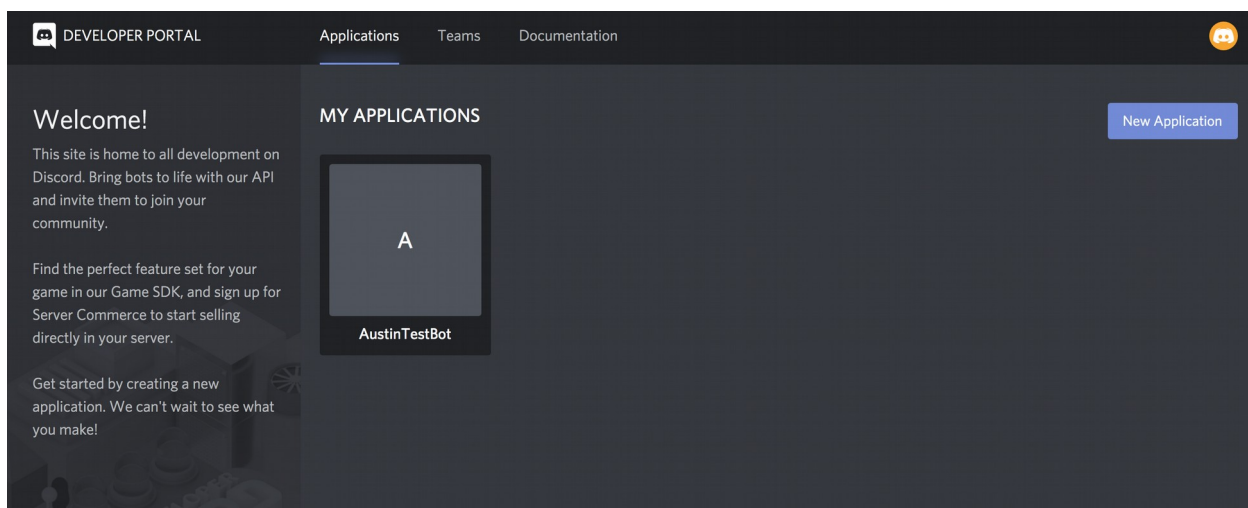 DEVELOPER PORTAL
Applications
Teams
Documentation
Welcome!
This site is home to all development on
Discord. Bring bots to life with our API
and invite them to join your
community.
Find the perfect feature set for your
game in our Game SDK, and sign up for
Server Commerce to start selling
directly in your server.
Get started by creating a new
application. We can't wait to see what
you make!
MY APPLICATIONS
New Application
A
AustinTestBot